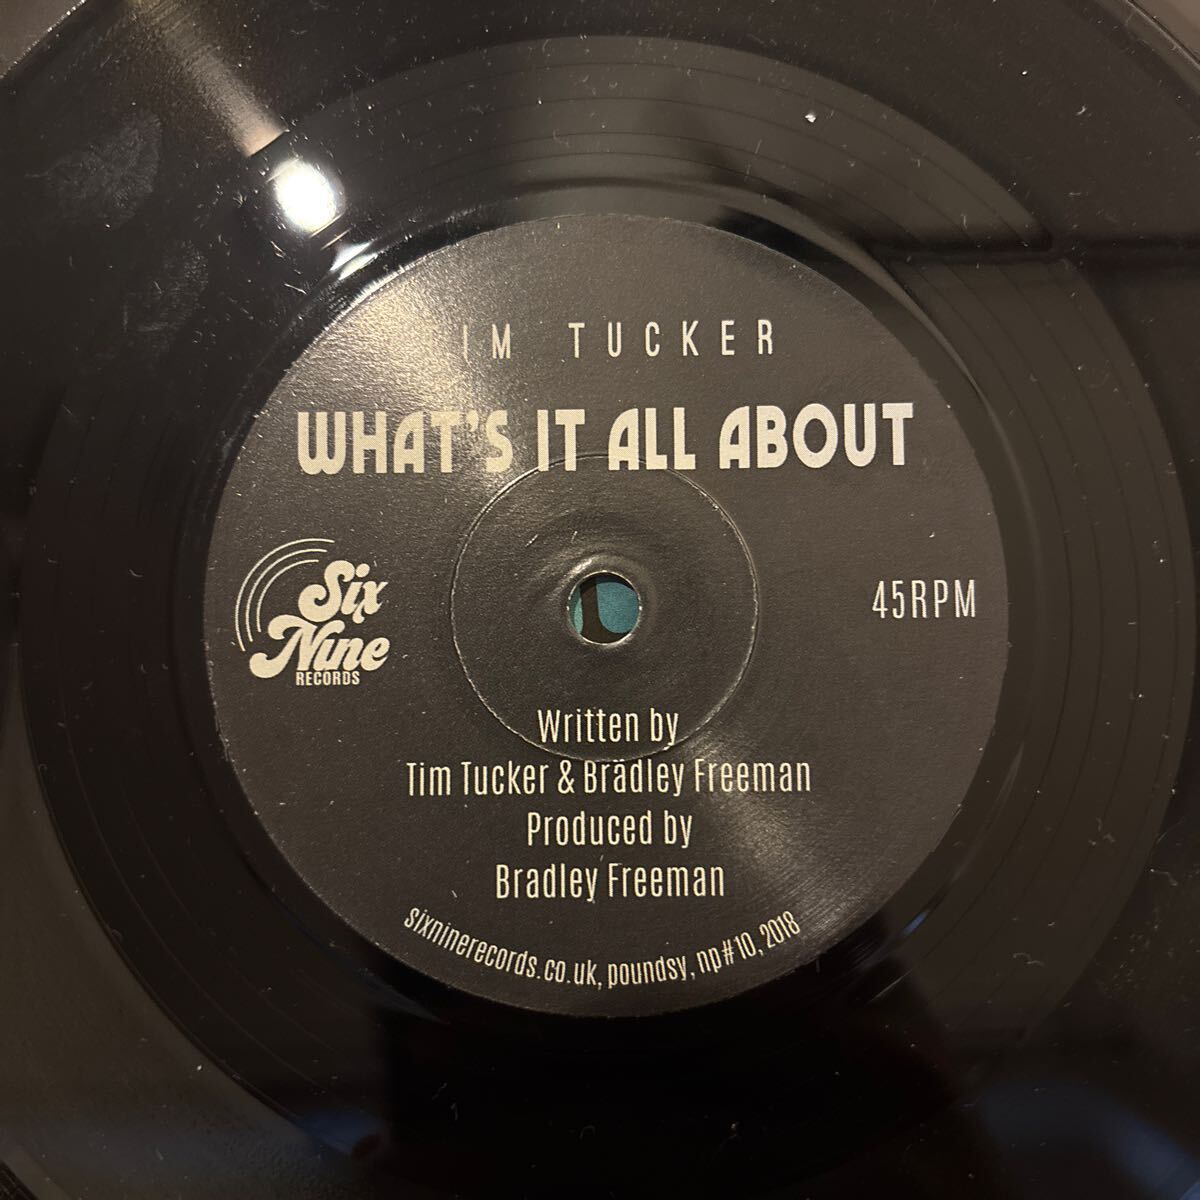 IM TUCKER
WHAT'S IT ALL ABOUT
Six
Nine
RECORDS
45RPM
Written by
Tim Tucker & Brädley Freeman
Produced by
Bradley Freeman
sixninerecords.co.uk, poundsy, np#10, 2018